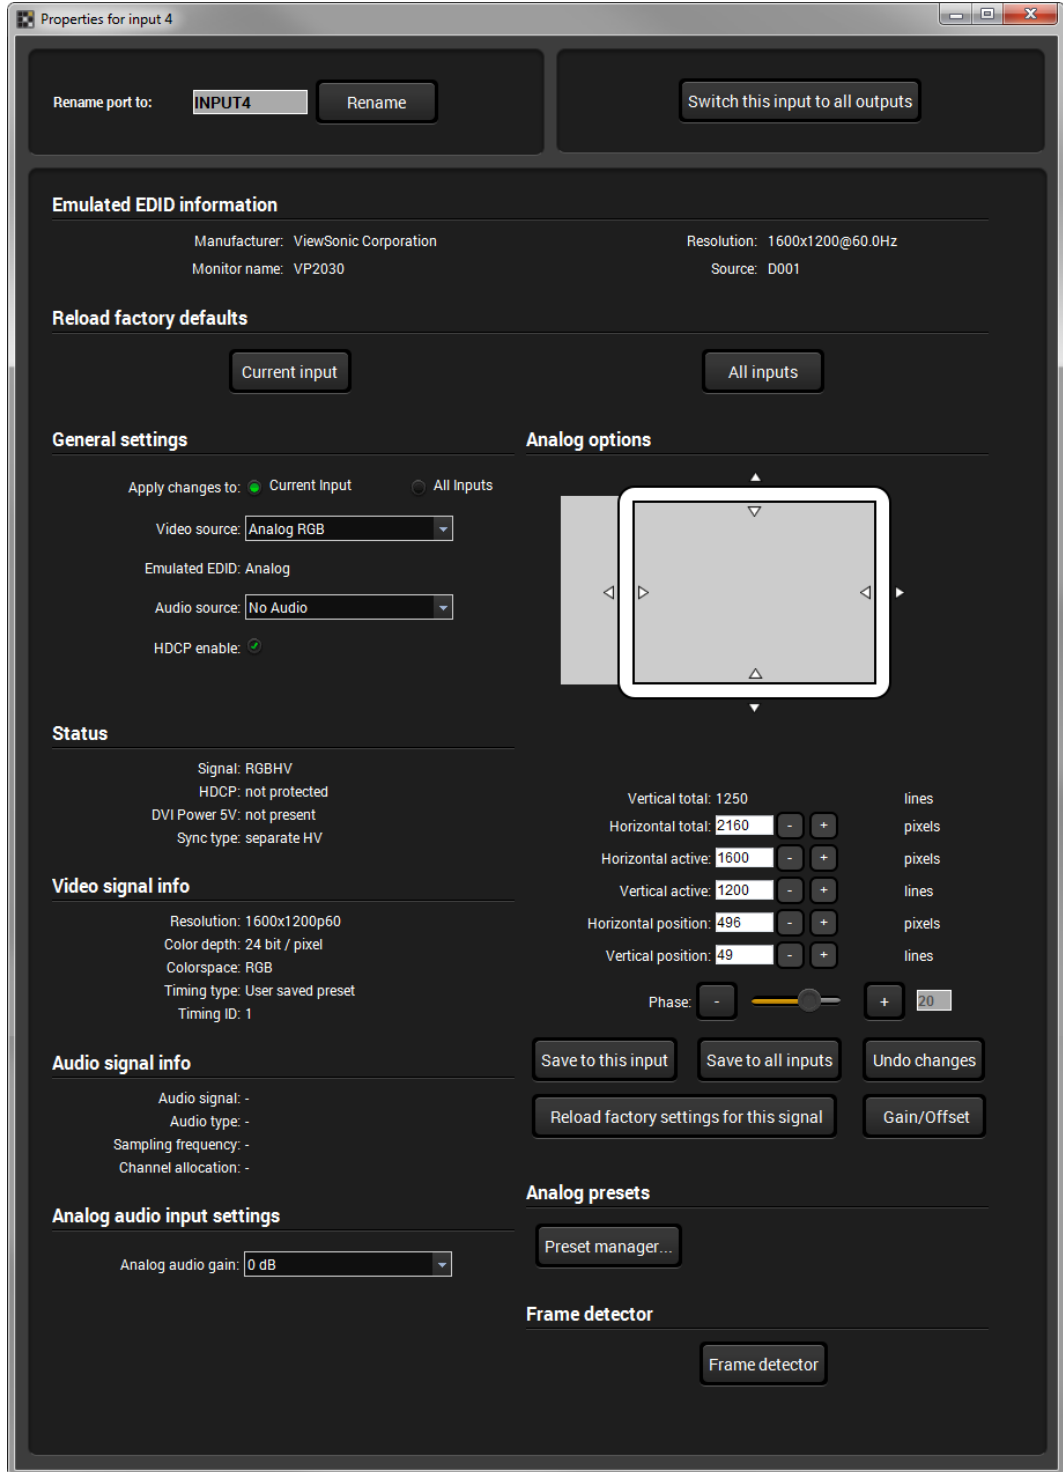 Properties for input 4
Rename port to: INPUT4 Rename
Switch this input to all outputs
Emulated EDID information
Manufacturer: ViewSonic Corporation Resolution: 1600x1200@60.0Hz
Monitor name: VP2030 Source: D001
Reload factory defaults
Current input All inputs
General settings
Apply changes to: Current Input All Inputs
Video source: Analog RGB
Emulated EDID: Analog
Audio source: No Audio
HDCP enable:
Status
Signal: RGBHV
HDCP: not protected
DVI Power 5V: not present
Sync type: separate HV
Video signal info
Resolution: 1600x1200p60
Color depth: 24 bit / pixel
Colorspace: RGB
Timing type: User saved preset
Timing ID: 1
Audio signal info
Audio signal: -
Audio type: -
Sampling frequency: -
Channel allocation: -
Analog audio input settings
Analog audio gain: 0 dB
Analog options
Vertical total: 1250 lines
Horizontal total: 2160 - + pixels
Horizontal active: 1600 - + pixels
Vertical active: 1200 - + lines
Horizontal position: 496 - + pixels
Vertical position: 49 - + lines
Phase: - + 20
Save to this input Save to all inputs Undo changes
Reload factory settings for this signal Gain/Offset
Analog presets
Preset manager...
Frame detector
Frame detector